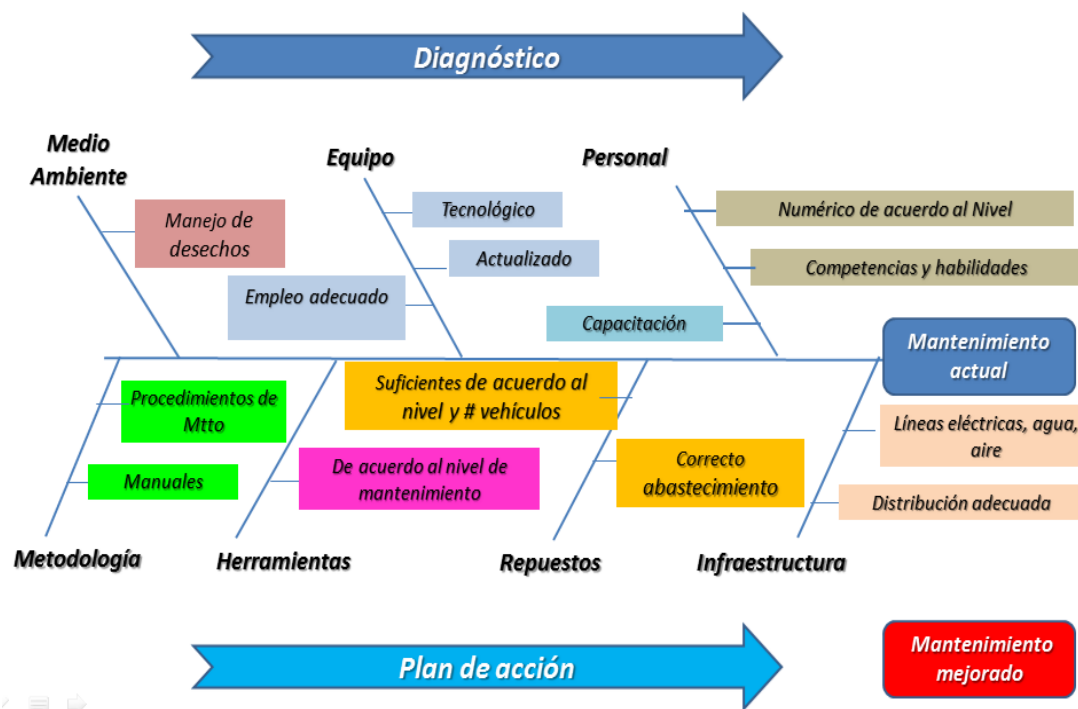 Diagnóstico
Medio
Ambiente
Equipo
Personal
Manejo de
desechos
Tecnológico
Actualizado
Empleo adecuado
Numérico de acuerdo al Nivel
Competencias y habilidades
Capacitación
Mantenimiento
actual
Procedimientos de
Mtto
Manuales
Suficientes de acuerdo al
nivel y # vehículos
De acuerdo al nivel de
mantenimiento
Correcto
abastecimiento
Líneas eléctricas, agua,
aire
Distribución adecuada
Metodología
Herramientas
Repuestos
Infraestructura
Plan de acción
Mantenimiento
mejorado